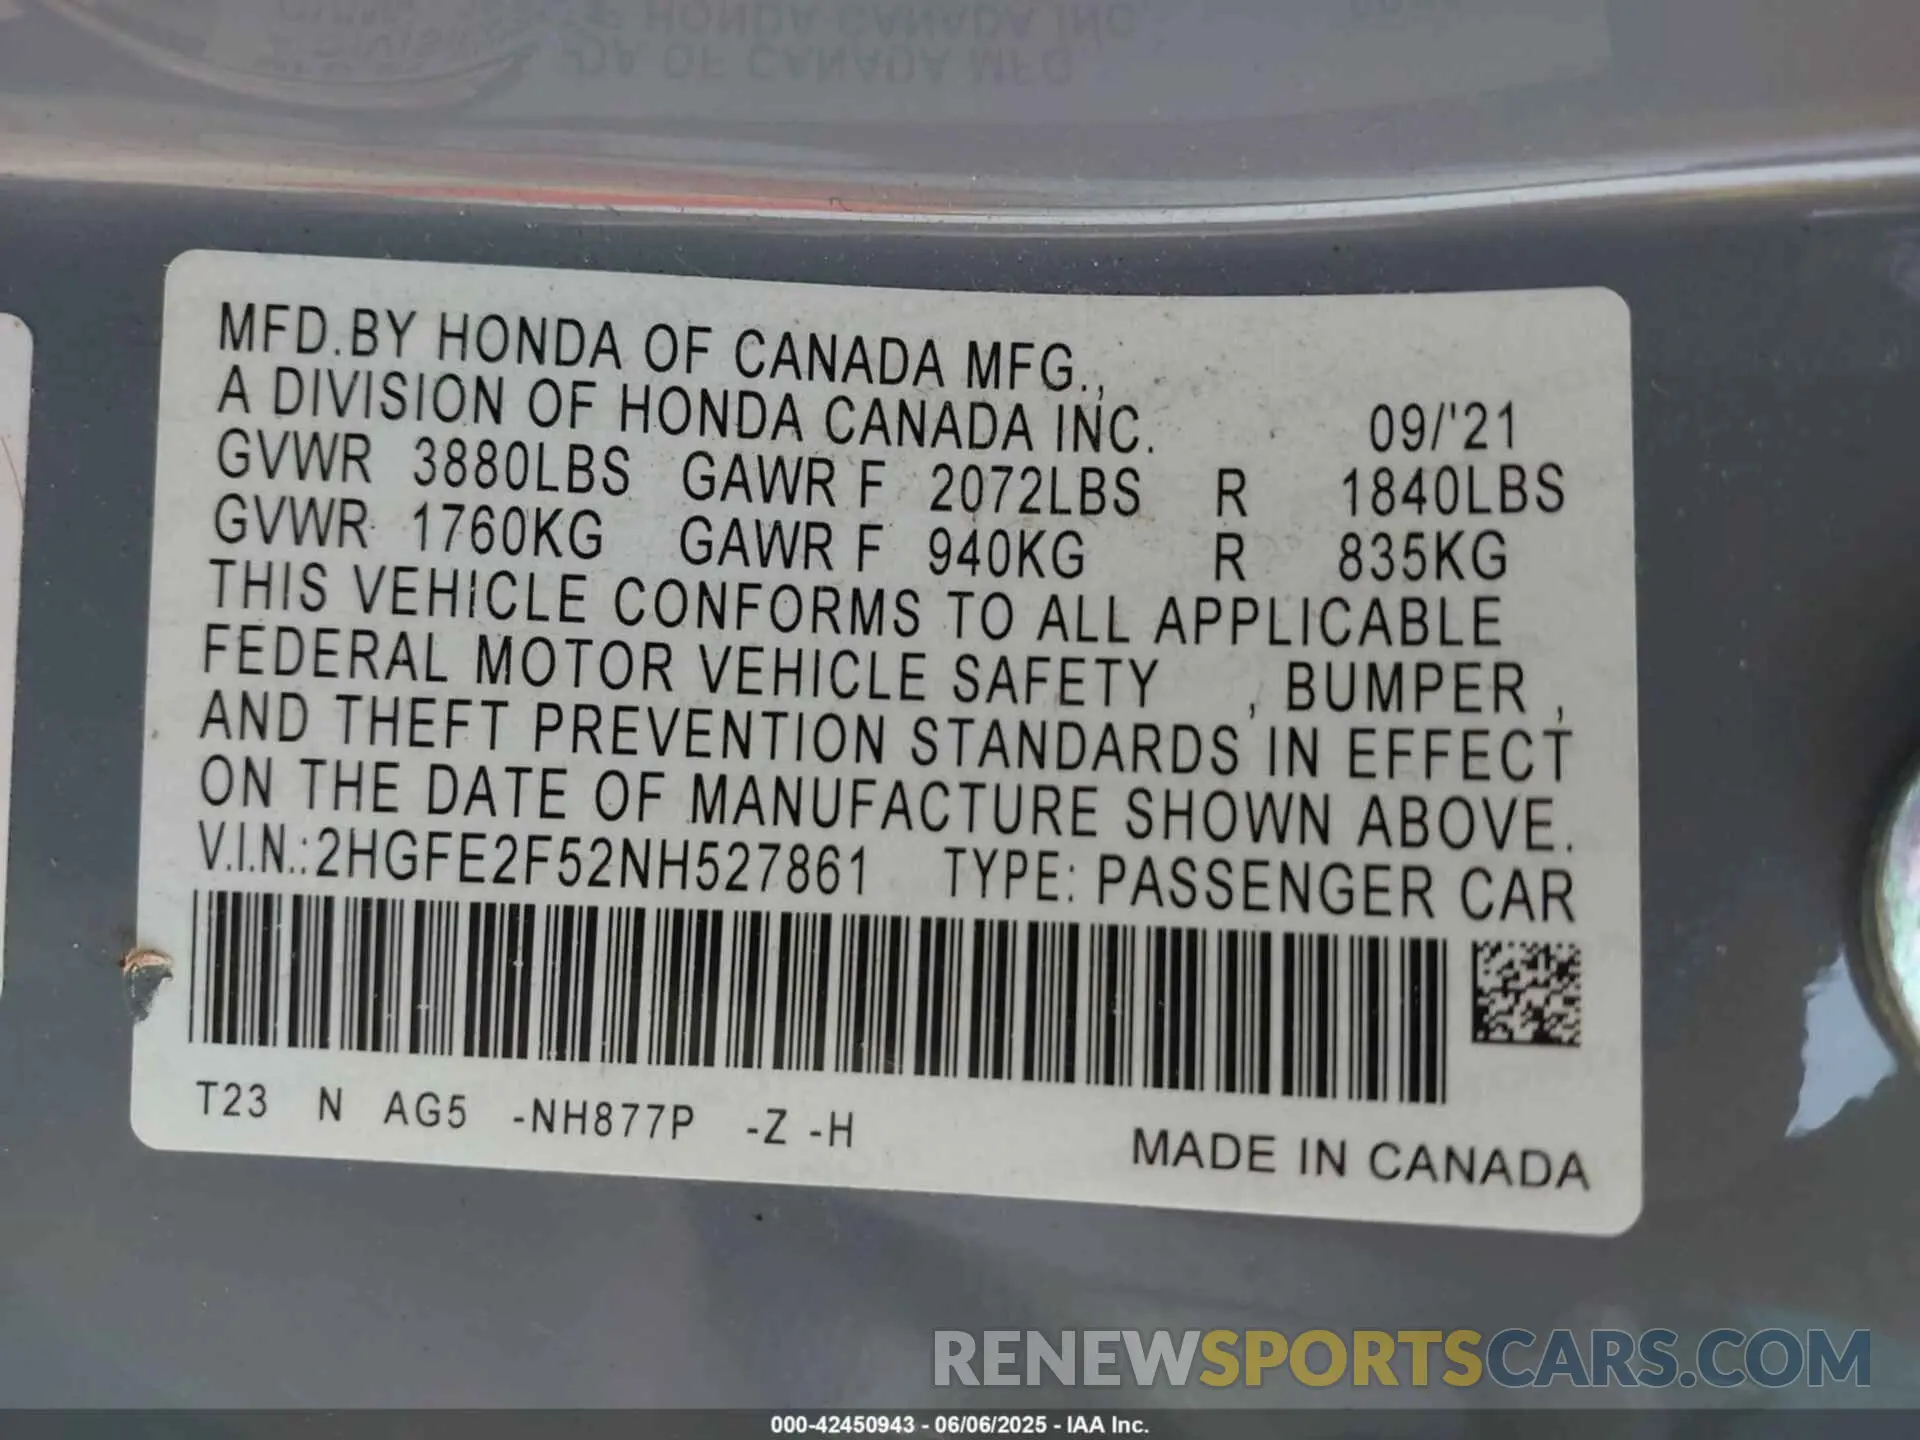 MFD.BY HONDA OF CANADA MFG.,
A DIVISION OF HONDA CANADA INC. 09/'21
GVWR 3880LBS GAWR F 2072LBS R 1840LBS
GVWR 1760KG GAWR F 940KG R 835KG
THIS VEHICLE CONFORMS TO ALL APPLICABLE
FEDERAL MOTOR VEHICLE SAFETY , BUMPER ,
AND THEFT PREVENTION STANDARDS IN EFFECT
ON THE DATE OF MANUFACTURE SHOWN ABOVE.
V.I.N.:2HGFE2F52NH527861 TYPE: PASSENGER CAR
T23 N AG5 -NH877P -Z -H
MADE IN CANADA
RENEWSPORTSCARS.COM
000-42450943 - 06/06/2025 - IAA Inc.